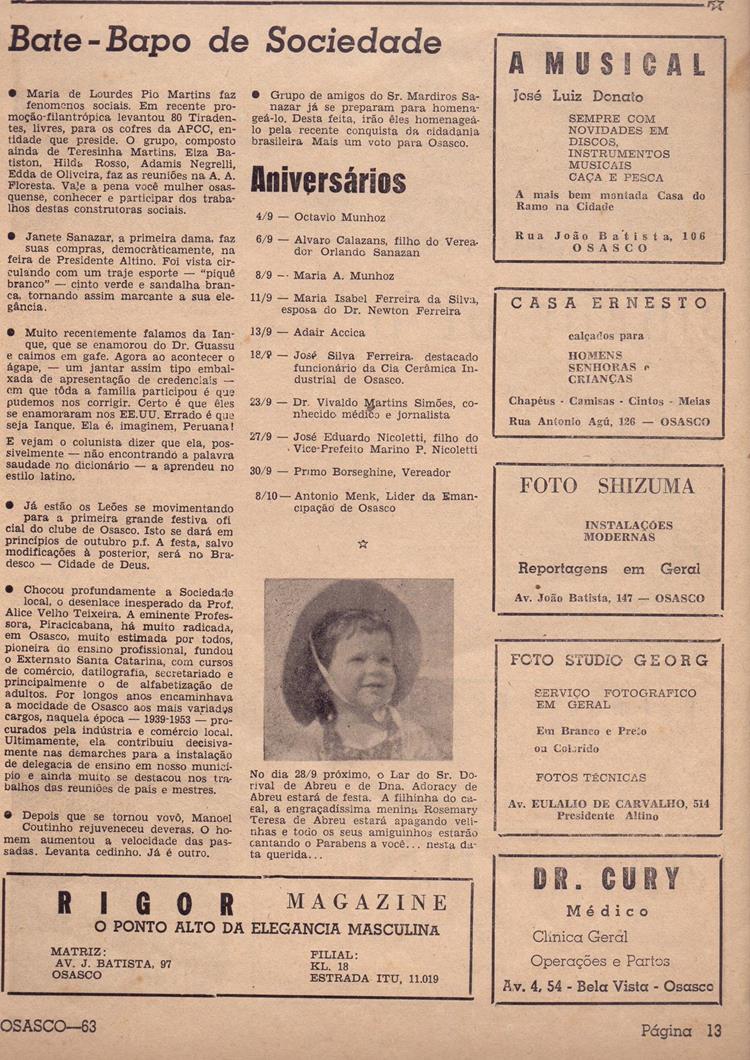 Bate-Bapo de Sociedade
● Maria de Lourdes Pio Martins faz
fenomenos sociais. Em recente pro-
moção-filantrópica levantou 80 Tiraden-
tes, livres, para os cofres da APCC, en-
tidade que preside. O grupo, composto
ainda de Teresinha Martins, Elza Ba-
tiston, Hilda Rosso, Adamis Negrelli,
Edda de Oliveira, faz as reuniões na A. A.
Floresta. Vale a pena você mulher osas-
quense, conhecer e participar dos traba-
lhos destas construtoras sociais.
● Janete Sanazar, a primeira dama, faz
suas compras, democràticamente, na
feira de Presidente Altino. Foi vista cir-
culando com um traje esporte — "piquê
branco" — cinto verde e sandalha bran-
ca, tornando assim marcante a sua ele-
gância.
● Muito recentemente falamos da Ian-
que, que se enamorou do Dr. Guassu
e caimos em gafe. Agora ao acontecer o
ágape, — um jantar assim tipo embai-
xada de apresentação de credenciais —
em que tôda a familia participou é que
pudemos nos corrigir. Certo é que êles
se enamoraram nos EE.UU. Errado é que
seja Ianque. Ela é, imaginem, Peruana!
E vejam o colunista dizer que ela, pos-
sivelmente — não encontrando a palavra
saudade no dicionário — a aprendeu no
estilo latino.
● Já estão os Leões se movimentando
para a primeira grande festiva ofi
cial do clube de Osasco. Isto se dará em
princípios de outubro p.f. A festa, salvo
modificações à posterior, será no Bra-
desco — Cidade de Deus.
● Chocou profundamente a Sociedade
local, o desenlace inesperado da Prof.
Alice Velho Teixeira. A eminente Profes-
sora, Piracicabana, há muito radicada,
em Osasco, muito estimada por todos,
pioneira do ensino profissional, fundou
o Externato Santa Catarina, com cursos
de comércio, datilografia, secretariado e
principalmente o de alfabetização de
adultos. Por longos anos encaminhava
a mocidade de Osasco aos mais variados
cargos, naquela época — 1939-1953 — pro-
curados pela indústria e comércio local.
Ultimamente, ela contribuiu decisiva-
mente nas demarches para a instalação
de delegacia de ensino em nosso municí-
pio e ainda muito se destacou nos tra-
balhos das reuniões de pais e mestres.
● Depois que se tornou vovô, Manoel
Coutinho rejuveneceu deveras. O ho-
mem aumentou a velocidade das pas-
sadas. Levanta cedinho. Já é outro.
● Grupo de amigos do Sr. Mardiros Sa-
nazar já se preparam para homena-
geá-lo. Desta feita, irão êles homenageá-
lo pela recente conquista da cidadania
brasileira Mais um voto para Osasco.
Aniversários
4/9 — Octavio Munhoz
6/9 — Alvaro Calazans, filho do Verea-
dor Orlando Sanazan
8/9 — Maria A. Munhoz
11/9 — Maria Isabel Ferreira da Silva,
esposa do Dr. Newton Ferreira
13/9 — Adair Accica
18/9 — José Silva Ferreira, destacado
funcionário da Cia Cerâmica In-
dustrial de Osasco.
23/9 — Dr. Vivaldo Martins Simões, co-
nhecido médico e jornalista
27/9 — José Eduardo Nicoletti, filho do
Vice-Prefeito Marino P. Nicoletti
30/9 — Primo Borseghine, Vereador
8/10 — Antonio Menk, Lider da Eman-
cipação de Osasco
☆
No dia 28/9 próximo, o Lar do Sr. Do-
rival de Abreu e de Dna. Adoracy de
Abreu estará de festa. A filhinha do ca-
sal, a engraçadíssima menina Rosemary
Teresa de Abreu estará apagando veli-
nhas e todo os seus amiguinhos estarão
cantando o Parabens a você... nesta da-
ta querida...
A MUSICAL
José Luiz Donato
SEMPRE COM
NOVIDADES EM
DISCOS,
INSTRUMENTOS
MUSICAIS
CAÇA E PESCA
A mais bem montada Casa do
Ramo na Cidade
Rua João Batista, 106
OSASCO
CASA ERNESTO
calçados para
HOMENS
SENHORAS e
CRIANÇAS
Chapéus - Camisas - Cintos - Meias
Rua Antonio Agú, 126 — OSASCO
FOTO SHIZUMA
INSTALAÇÕES
MODERNAS
Reportagens em Geral
Av. João Batista, 147 — OSASCO
FOTO STUDIO GEORG
SERVIÇO FOTOGRAFICO
EM GERAL
Em Branco e Preto
ou Colorido
FOTOS TÉCNICAS
Av. EULALIO DE CARVALHO, 514
Presidente Altino
DR. CURY
Médico
Clínica Geral
Operações e Partos
Av. 4, 54 - Bela Vista - Osasco
RIGOR MAGAZINE
O PONTO ALTO DA ELEGANCIA MASCULINA
MATRIZ:
AV. J. BATISTA, 97
OSASCO
FILIAL:
KL. 18
ESTRADA ITU, 11.019
OSASCO—63
Página 13